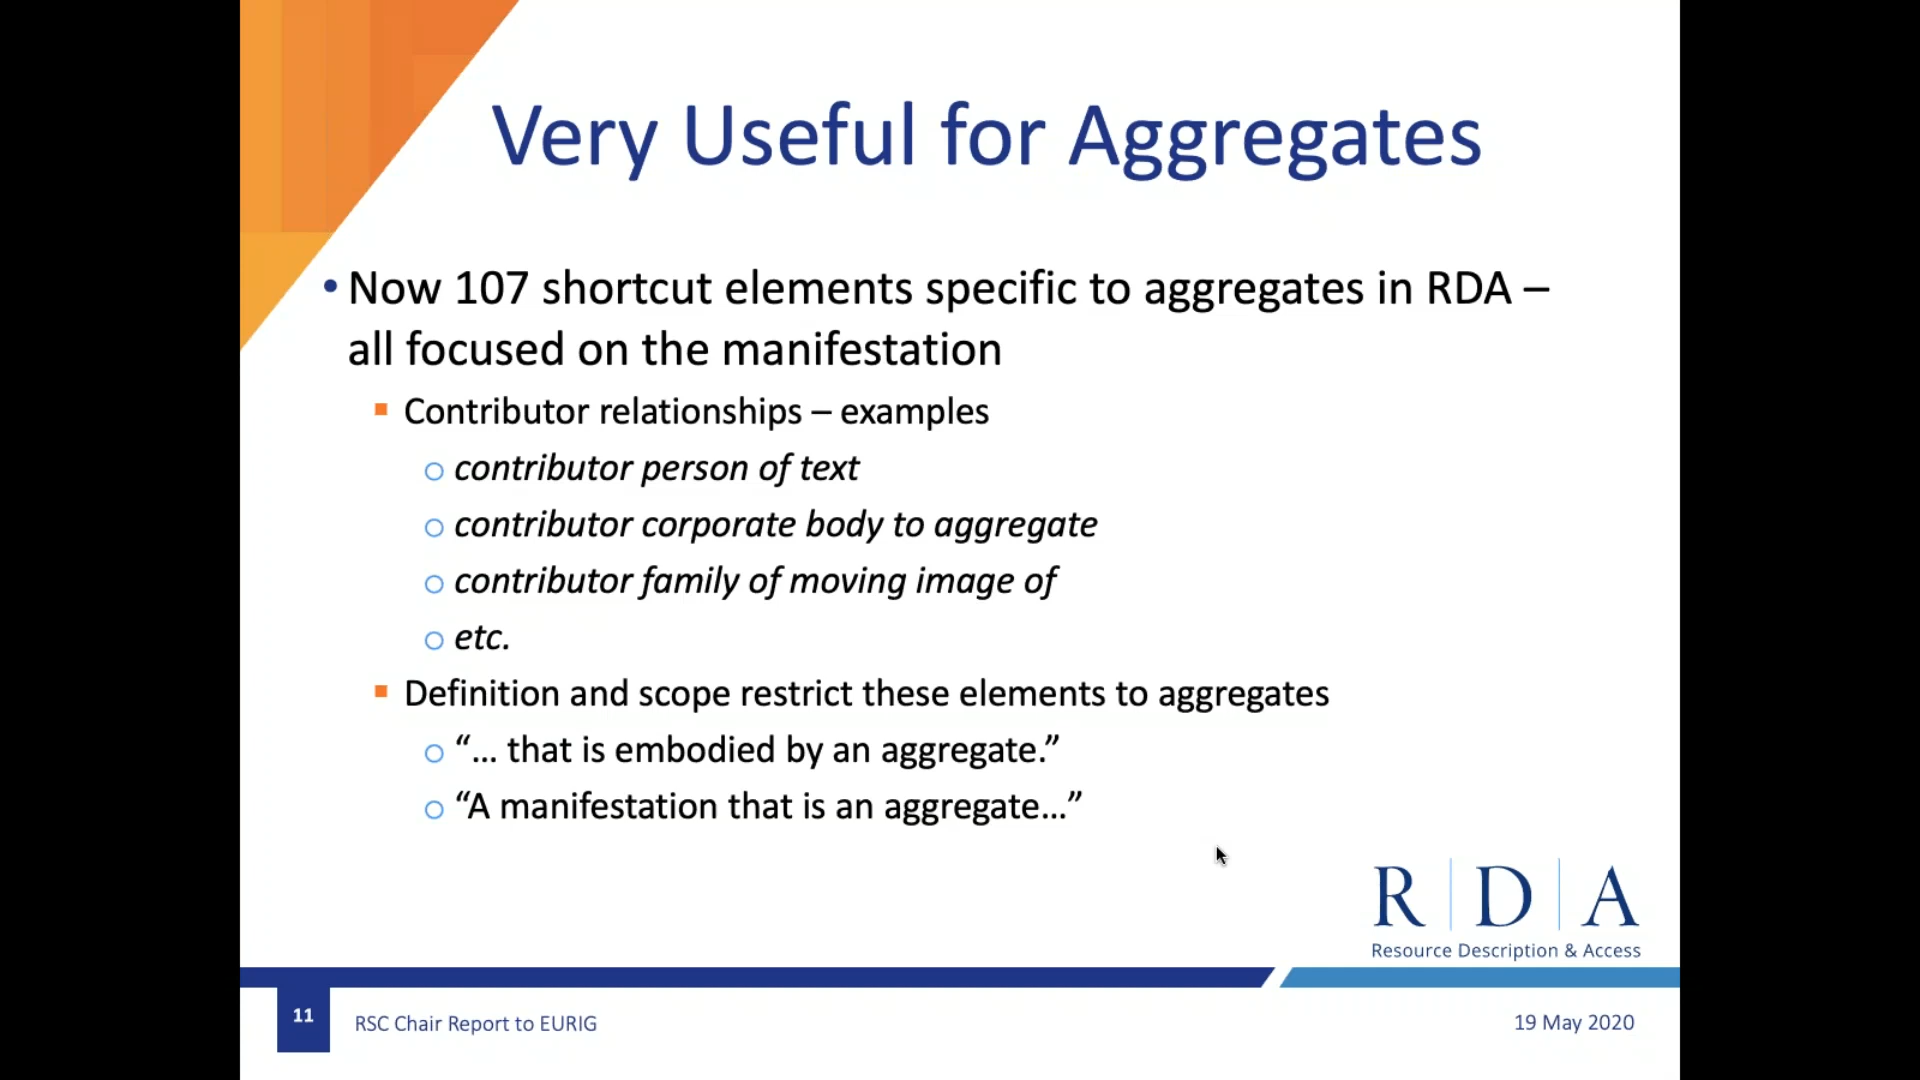 Very Useful for Aggregates
• Now 107 shortcut elements specific to aggregates in RDA –
all focused on the manifestation
▪ Contributor relationships – examples
○ contributor person of text
○ contributor corporate body to aggregate
○ contributor family of moving image of
○ etc.
▪ Definition and scope restrict these elements to aggregates
○ “… that is embodied by an aggregate.”
○ “A manifestation that is an aggregate…”
R|D|A
Resource Description & Access
11
RSC Chair Report to EURIG
19 May 2020